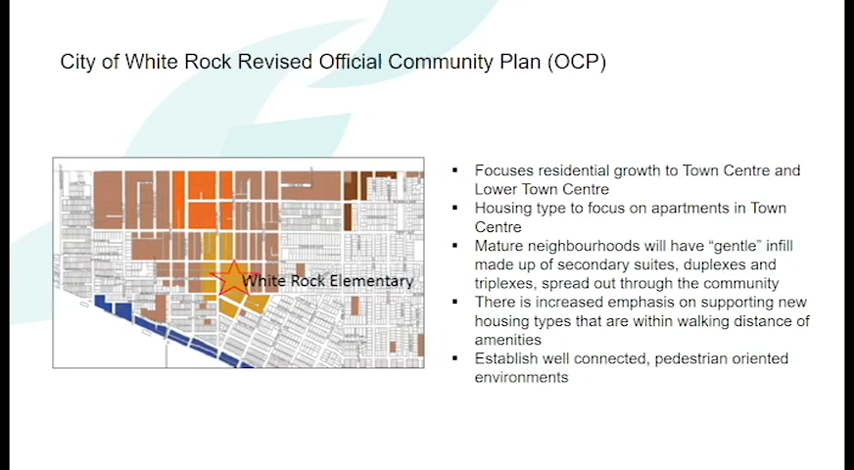 City of White Rock Revised Official Community Plan (OCP)
White Rock Elementary
▪ Focuses residential growth to Town Centre and
Lower Town Centre
▪ Housing type to focus on apartments in Town
Centre
▪ Mature neighbourhoods will have “gentle” infill
made up of secondary suites, duplexes and
triplexes, spread out through the community
▪ There is increased emphasis on supporting new
housing types that are within walking distance of
amenities
▪ Establish well connected, pedestrian oriented
environments